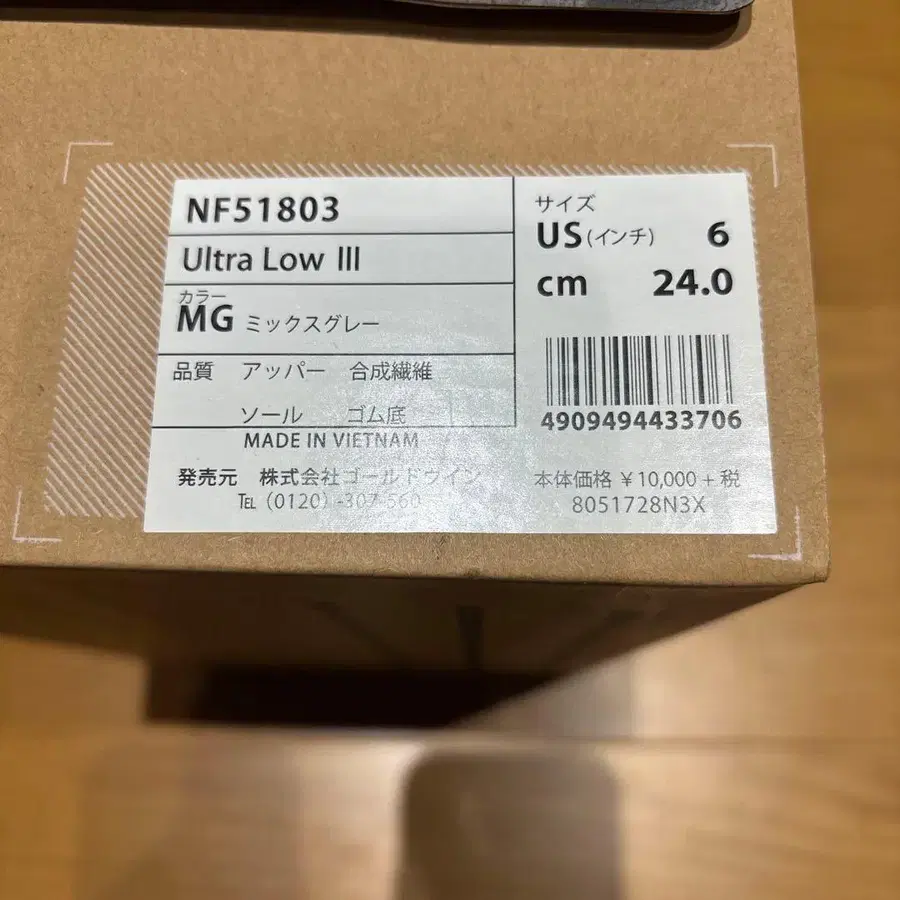 NF51803
Ultra Low III
カラー
MG ミックスグレー
品質 アッパー 合成繊維
ソール ゴム底
MADE IN VIETNAM
発売元 株式会社ゴールドウイン
TEL (0120) -307-560
サイズ
US (インチ) 6
cm 24.0
4909494433706
本体価格 ¥10,000 + 税
8051728N3X